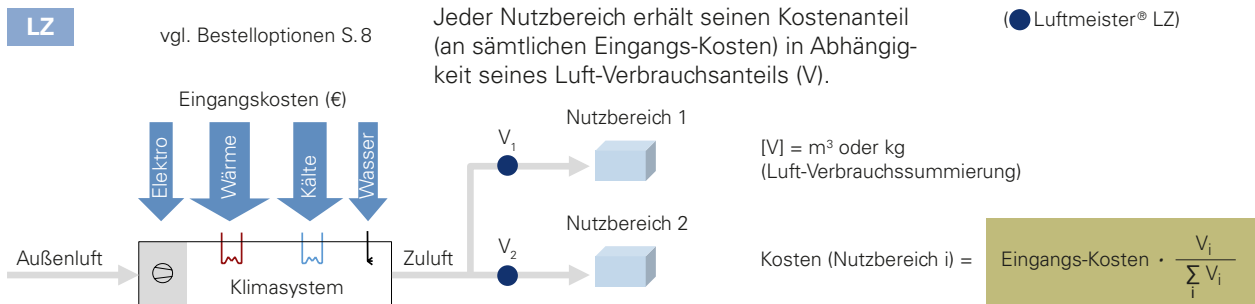 LZ
vgl. Bestelloptionen S. 8
Jeder Nutzbereich erhält seinen Kostenanteil
(an sämtlichen Eingangs-Kosten) in Abhängig-
keit seines Luft-Verbrauchsanteils (V).
(Luftmeister® LZ)
Eingangskosten (€)
Elektro
Wärme
Kälte
Wasser
Außenluft
Klimasystem
Zuluft
V₁
Nutzbereich 1
V₂
Nutzbereich 2
[V] = m³ oder kg
(Luft-Verbrauchssummierung)
Kosten (Nutzbereich i) = Eingangs-Kosten · Vᵢ / ∑ᵢ Vᵢ